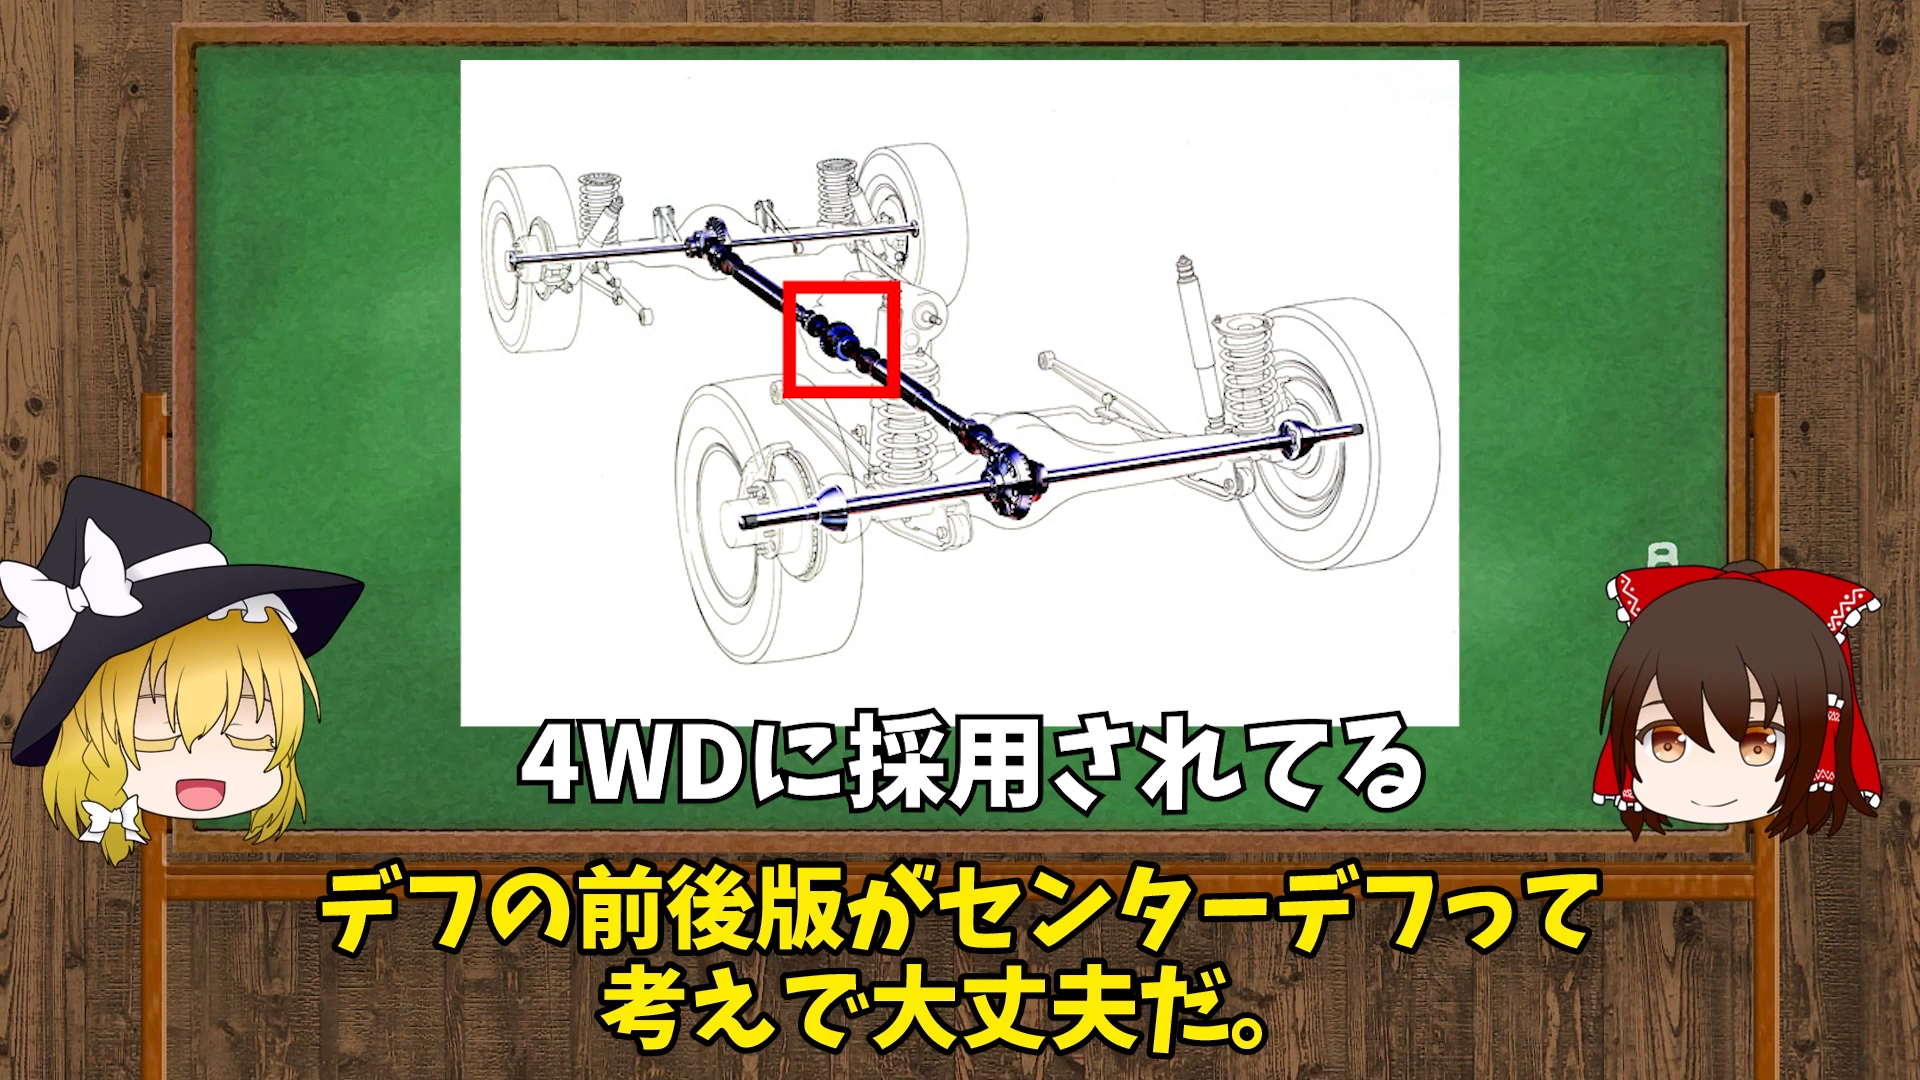 4WDに採用されてる
デフの前後版がセンターデフって
考えで大丈夫だ。